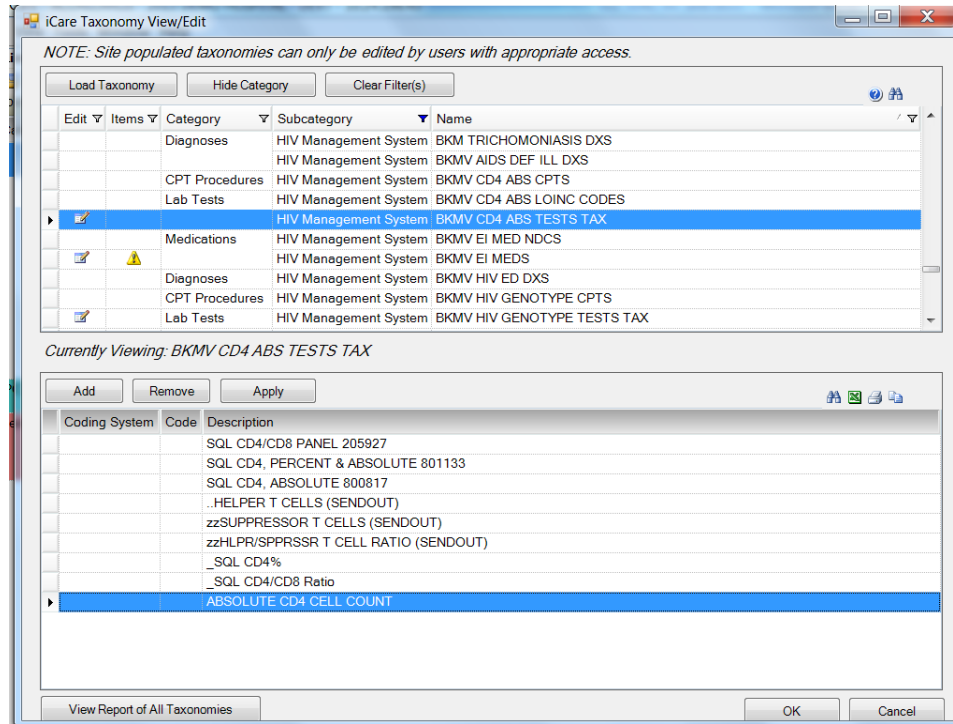 iCare Taxonomy View/Edit
NOTE: Site populated taxonomies can only be edited by users with appropriate access.
Load Taxonomy Hide Category Clear Filter(s)
Edit Items Category Subcategory Name
Diagnoses HIV Management System BKM TRICHOMONIASIS DXS
HIV Management System BKMV AIDS DEF ILL DXS
CPT Procedures HIV Management System BKMV CD4 ABS CPTS
Lab Tests HIV Management System BKMV CD4 ABS LOINC CODES
HIV Management System BKMV CD4 ABS TESTS TAX
Medications HIV Management System BKMV EI MED NDCS
HIV Management System BKMV EI MEDS
Diagnoses HIV Management System BKMV HIV ED DXS
CPT Procedures HIV Management System BKMV HIV GENOTYPE CPTS
Lab Tests HIV Management System BKMV HIV GENOTYPE TESTS TAX
Currently Viewing: BKMV CD4 ABS TESTS TAX
Add Remove Apply
Coding System Code Description
SQL CD4/CD8 PANEL 205927
SQL CD4, PERCENT & ABSOLUTE 801133
SQL CD4, ABSOLUTE 800817
..HELPER T CELLS (SENDOUT)
zzSUPPRESSOR T CELLS (SENDOUT)
zzHLPR/SPPRSSR T CELL RATIO (SENDOUT)
_SQL CD4%
_SQL CD4/CD8 Ratio
ABSOLUTE CD4 CELL COUNT
View Report of All Taxonomies OK Cancel